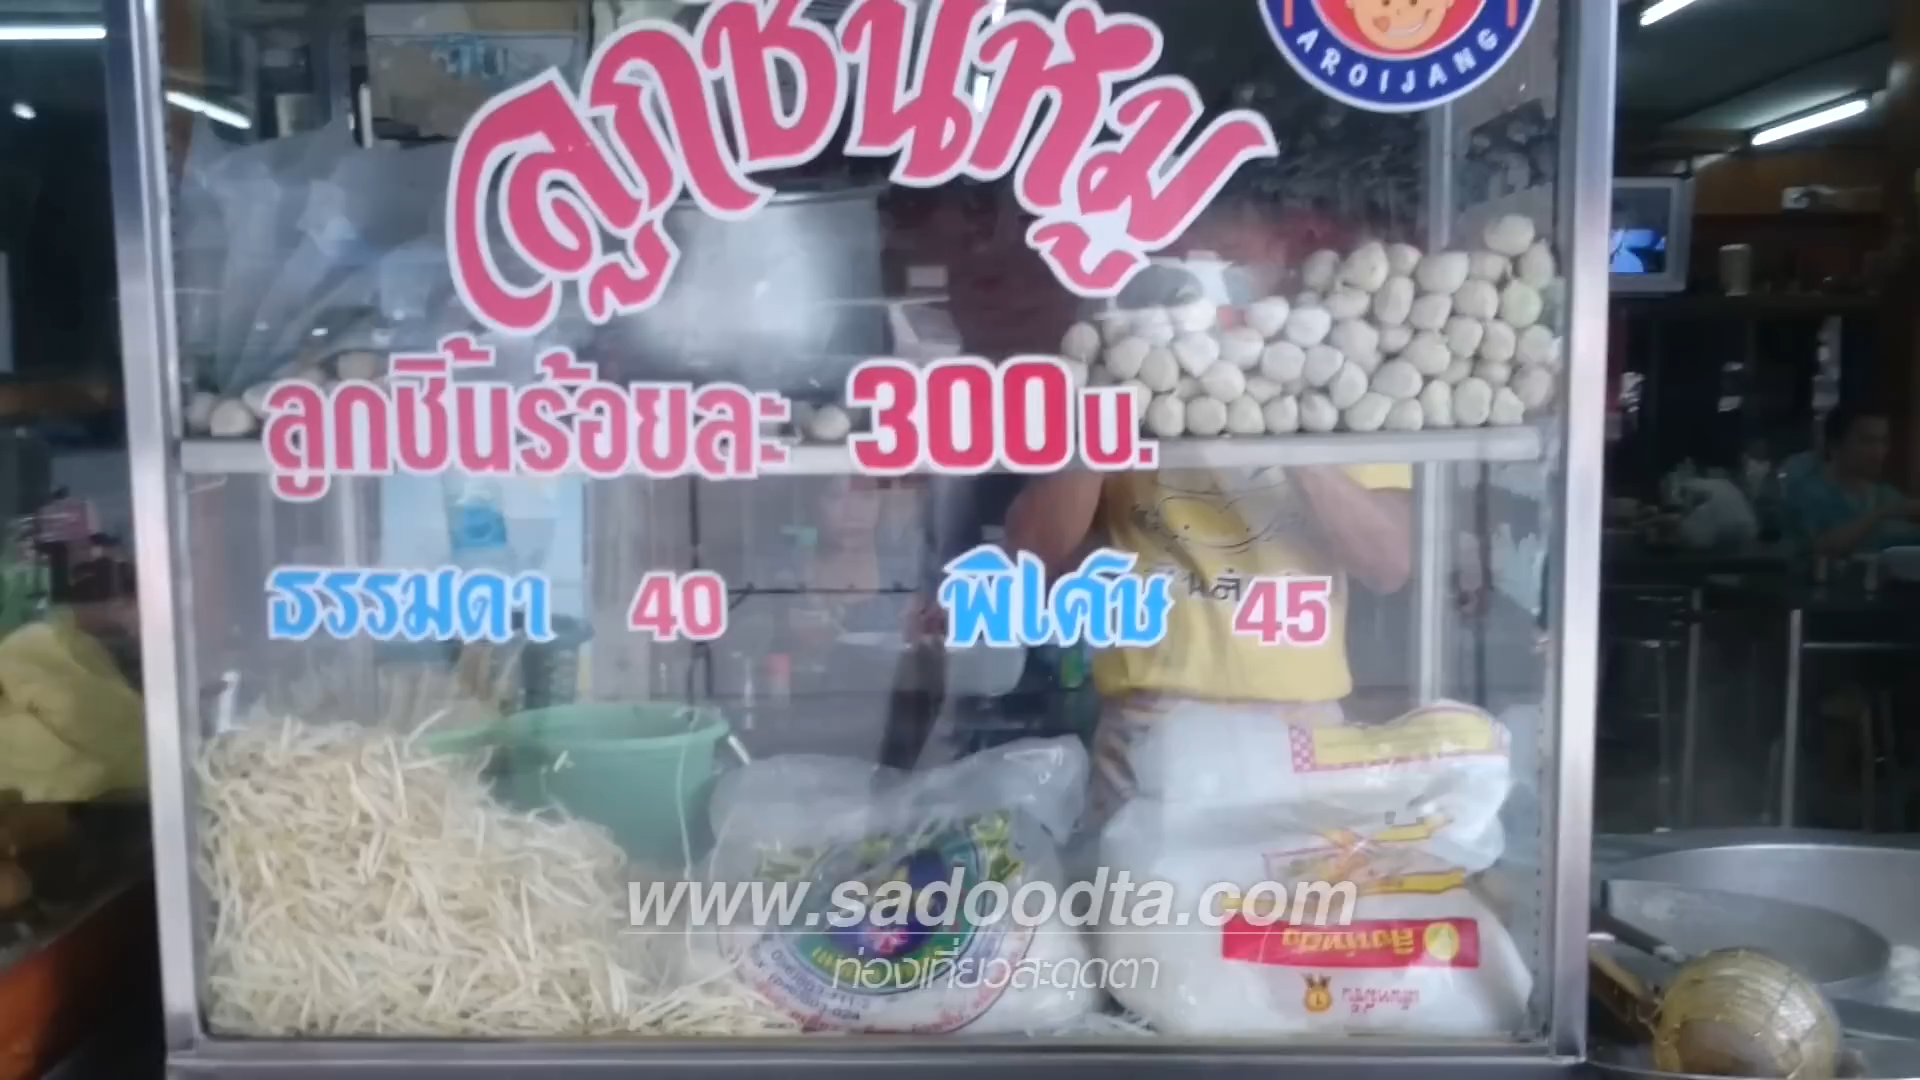 AROIJANG
ลูกชิ้นหมู
ลูกชิ้นร้อยละ 300 บ.
ธรรมดา 40 พิเศษ 45
www.sadoodta.com
ท่องเที่ยวสะดุดตา